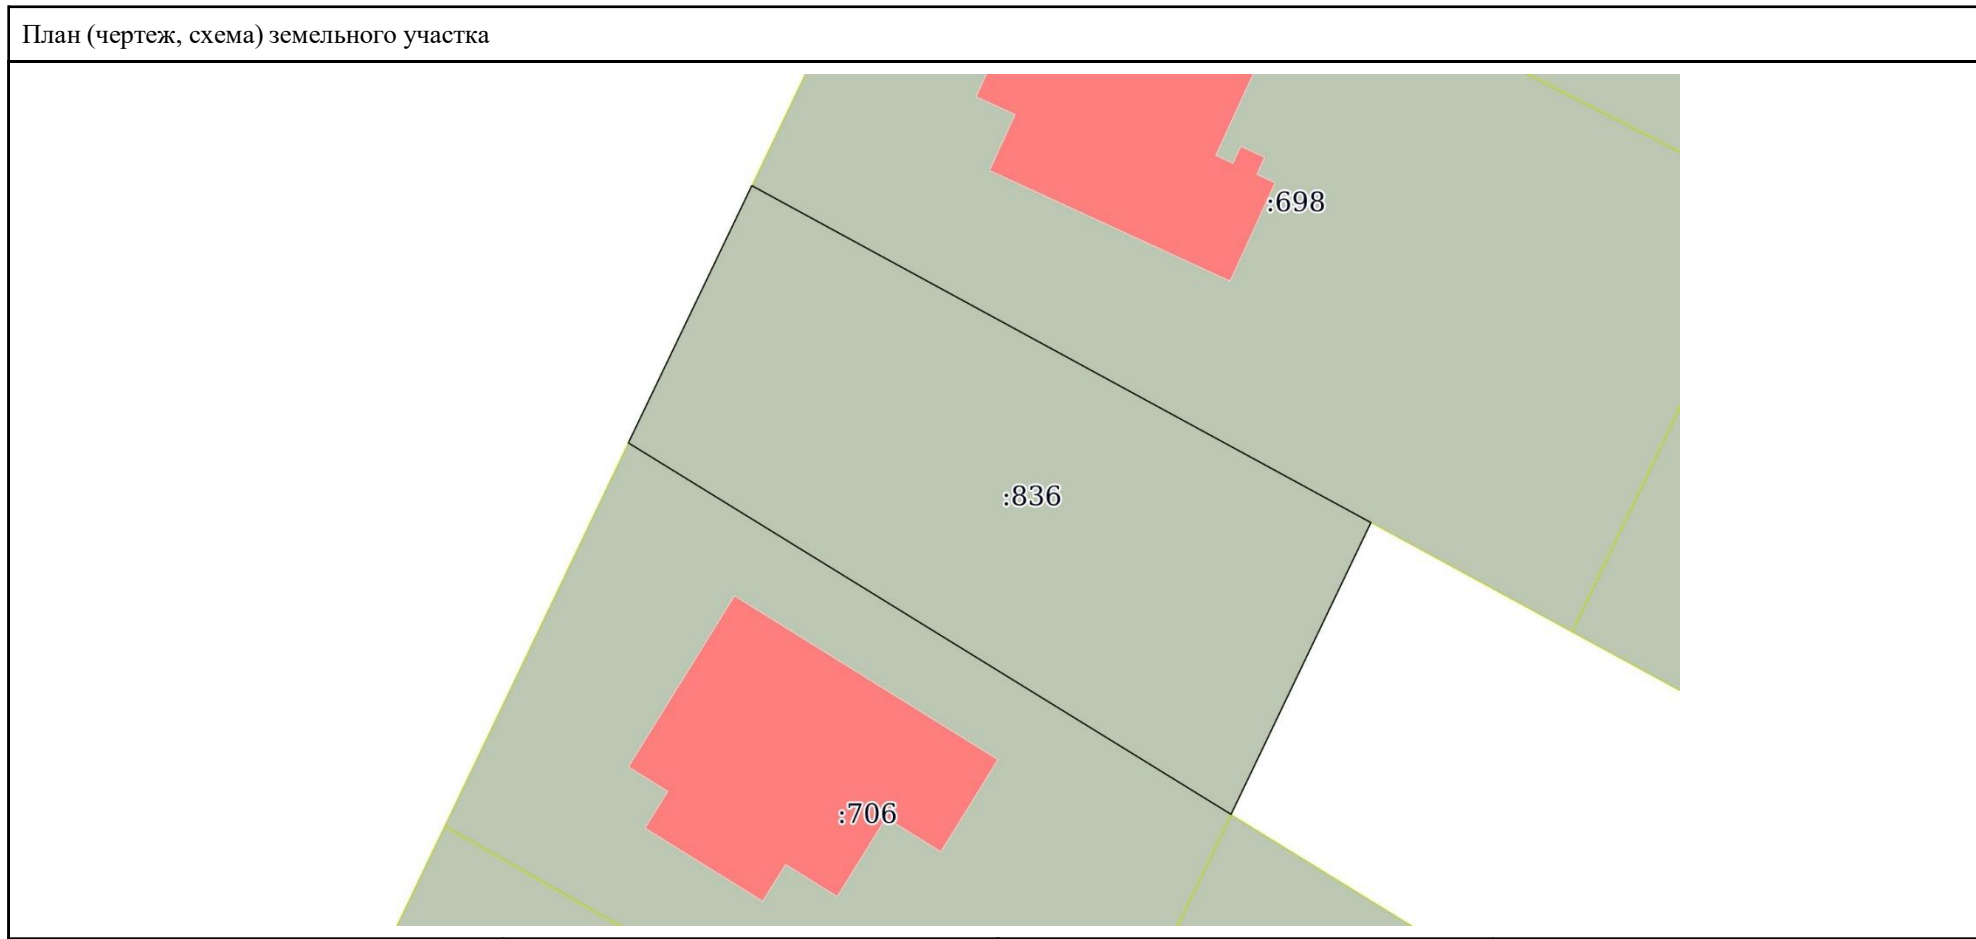 План (чертеж, схема) земельного участка
:698
:836
:706